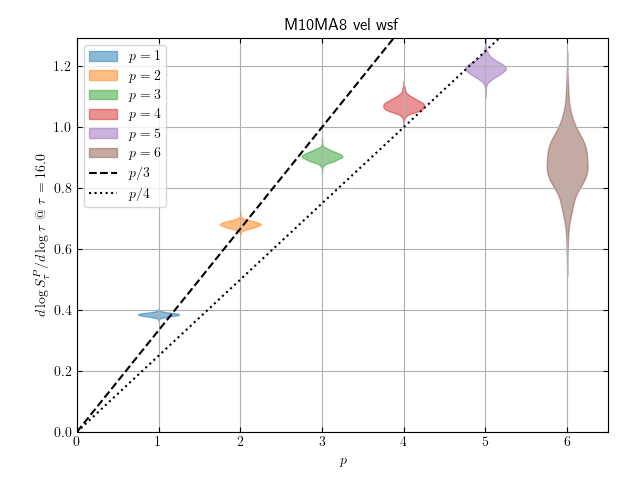 M10MA8 vel wsf
p = 1
p = 2
p = 3
p = 4
p = 5
p = 6
p/3
p/4
d log S_τ^P / d log τ @ τ = 16.0
1.2
1.0
0.8
0.6
0.4
0.2
0.0
0 1 2 3 4 5 6
p